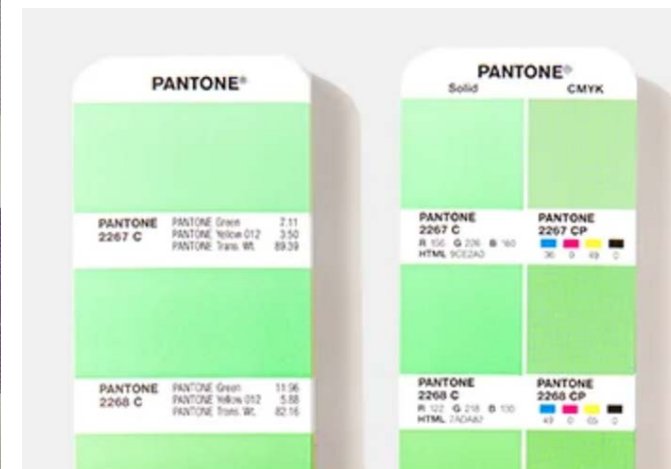 PANTONE®
PANTONE
2267 C
PANTONE Green 7.11
PANTONE Yellow 012 3.50
PANTONE Trans. Wt. 89.39
PANTONE
2268 C
PANTONE Green 11.96
PANTONE Yellow 012 5.88
PANTONE Trans. Wt. 82.16
PANTONE®
Solid CMYK
PANTONE
2267 C
R 156 G 226 B 160
HTML 9CE2A0
PANTONE
2267 CP
36 0 49 0
PANTONE
2268 C
R 122 G 218 B 130
HTML 7ADA82
PANTONE
2268 CP
49 0 65 0